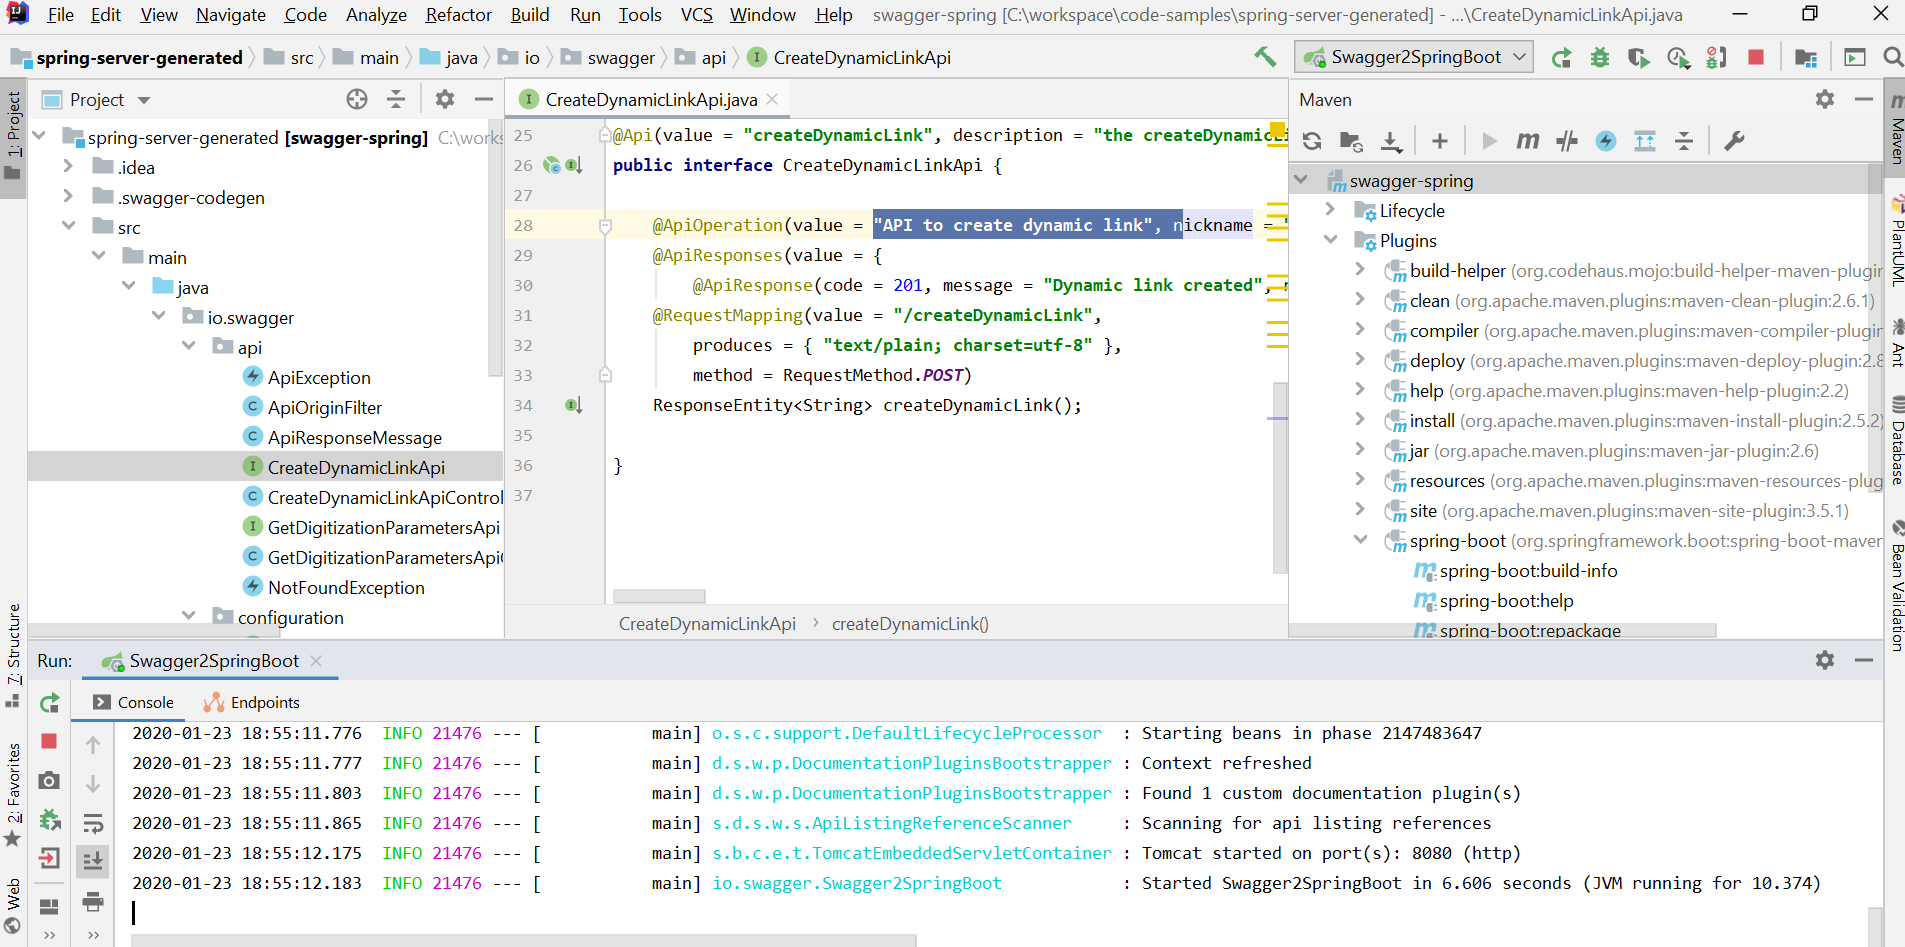 File Edit View Navigate Code Analyze Refactor Build Run Tools VCS Window Help swagger-spring [C:\workspace\code-samples\spring-server-generated] - ...\CreateDynamicLinkApi.java
spring-server-generated src main java io swagger api CreateDynamicLinkApi Swagger2SpringBoot
1: Project
7: Structure
2: Favorites
Web
Project
spring-server-generated [swagger-spring] C:\works
.idea
.swagger-codegen
src
main
java
io.swagger
api
ApiException
ApiOriginFilter
ApiResponseMessage
CreateDynamicLinkApi
CreateDynamicLinkApiControl
GetDigitizationParametersApi
GetDigitizationParametersApi
NotFoundException
configuration
CreateDynamicLinkApi.java
25 @Api(value = "createDynamicLink", description = "the createDynamicLi
26 public interface CreateDynamicLinkApi {
27
28 @ApiOperation(value = "API to create dynamic link", nickname = "
29 @ApiResponses(value = {
30 @ApiResponse(code = 201, message = "Dynamic link created", r
31 @RequestMapping(value = "/createDynamicLink",
32 produces = { "text/plain; charset=utf-8" },
33 method = RequestMethod.POST)
34 ResponseEntity<String> createDynamicLink();
35
36 }
37
CreateDynamicLinkApi › createDynamicLink()
Maven
swagger-spring
Lifecycle
Plugins
build-helper (org.codehaus.mojo:build-helper-maven-plugin
clean (org.apache.maven.plugins:maven-clean-plugin:2.6.1)
compiler (org.apache.maven.plugins:maven-compiler-plugin
deploy (org.apache.maven.plugins:maven-deploy-plugin:2.8
help (org.apache.maven.plugins:maven-help-plugin:2.2)
install (org.apache.maven.plugins:maven-install-plugin:2.5.2)
jar (org.apache.maven.plugins:maven-jar-plugin:2.6)
resources (org.apache.maven.plugins:maven-resources-plug
site (org.apache.maven.plugins:maven-site-plugin:3.5.1)
spring-boot (org.springframework.boot:spring-boot-maven
spring-boot:build-info
spring-boot:help
spring-boot:repackage
Maven
PlantUML
Ant
Database
Bean Validation
Run: Swagger2SpringBoot
Console Endpoints
2020-01-23 18:55:11.776 INFO 21476 --- [ main] o.s.c.support.DefaultLifecycleProcessor : Starting beans in phase 2147483647
2020-01-23 18:55:11.777 INFO 21476 --- [ main] d.s.w.p.DocumentationPluginsBootstrapper : Context refreshed
2020-01-23 18:55:11.803 INFO 21476 --- [ main] d.s.w.p.DocumentationPluginsBootstrapper : Found 1 custom documentation plugin(s)
2020-01-23 18:55:11.865 INFO 21476 --- [ main] s.d.s.w.s.ApiListingReferenceScanner : Scanning for api listing references
2020-01-23 18:55:12.175 INFO 21476 --- [ main] s.b.c.e.t.TomcatEmbeddedServletContainer : Tomcat started on port(s): 8080 (http)
2020-01-23 18:55:12.183 INFO 21476 --- [ main] io.swagger.Swagger2SpringBoot : Started Swagger2SpringBoot in 6.606 seconds (JVM running for 10.374)